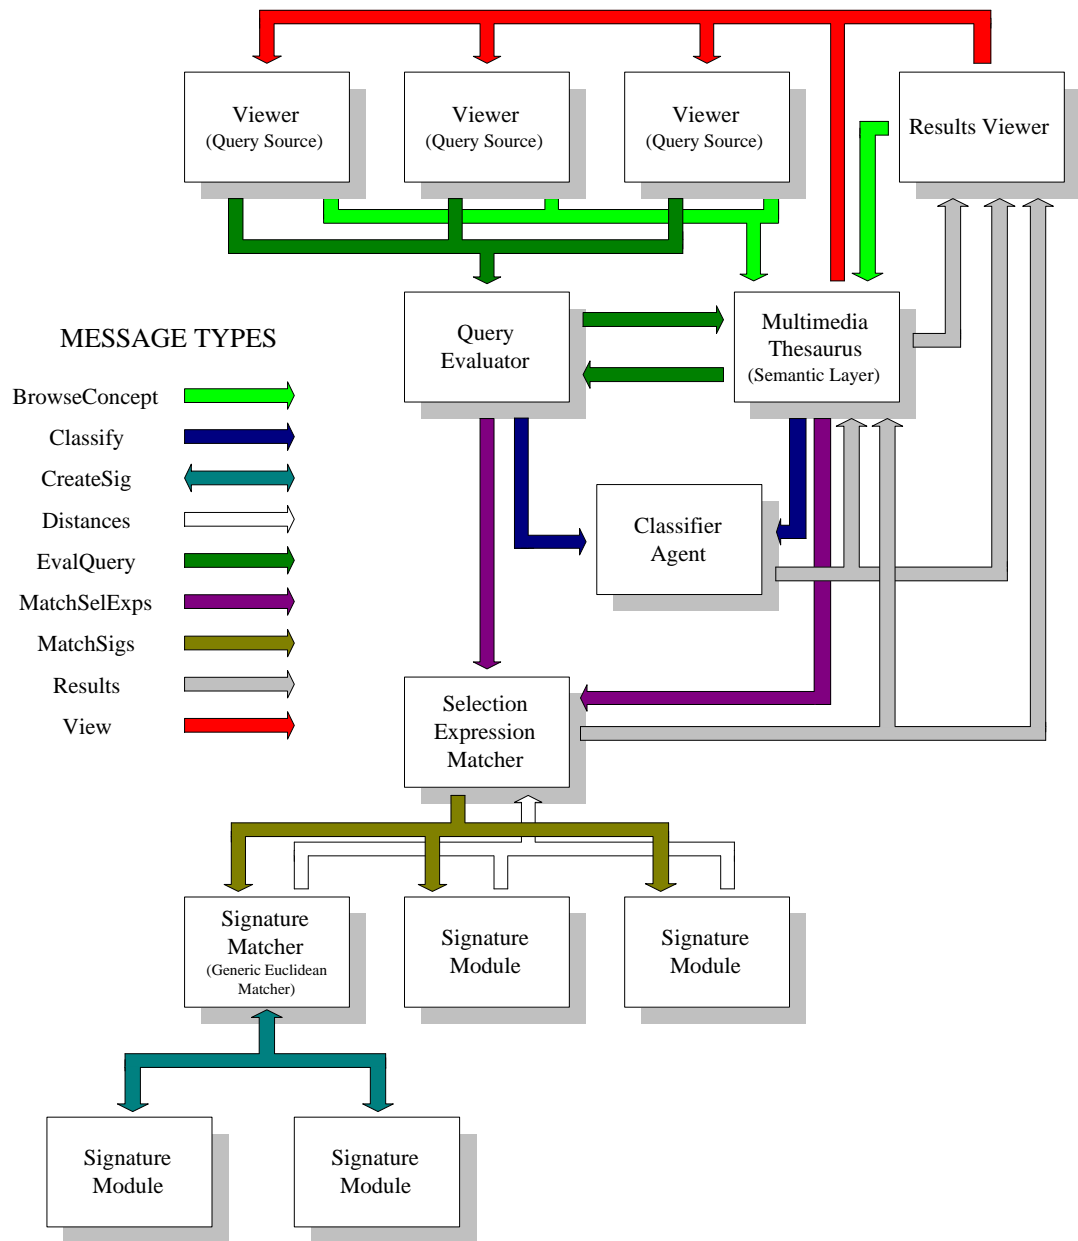 Viewer
(Query Source)
Viewer
(Query Source)
Viewer
(Query Source)
Results Viewer
Query
Evaluator
Multimedia
Thesaurus
(Semantic Layer)
MESSAGE TYPES
BrowseConcept
Classify
CreateSig
Distances
EvalQuery
MatchSelExps
MatchSigs
Results
View
Classifier
Agent
Selection
Expression
Matcher
Signature
Matcher
(Generic Euclidean
Matcher)
Signature
Module
Signature
Module
Signature
Module
Signature
Module